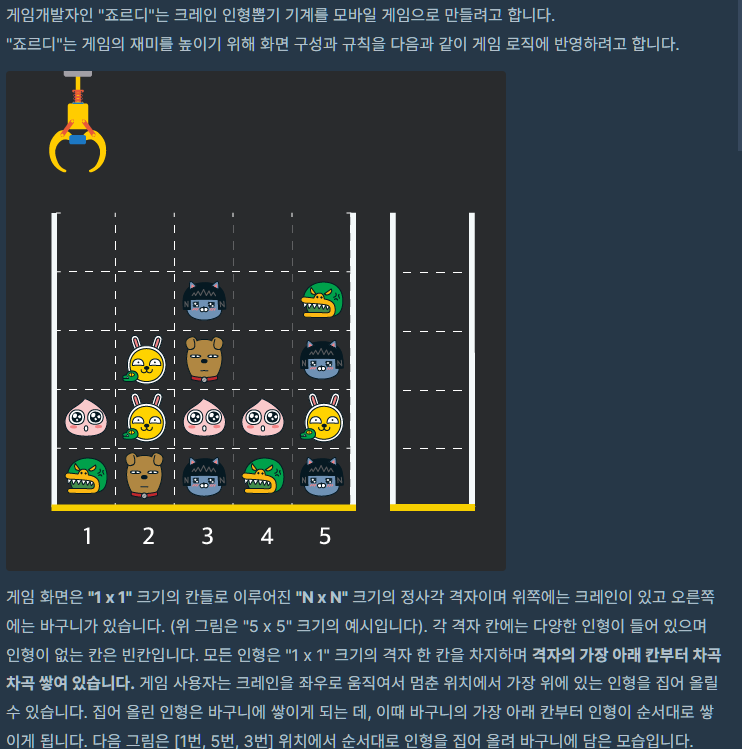 게임개발자인 "죠르디"는 크레인 인형뽑기 기계를 모바일 게임으로 만들려고 합니다.
"죠르디"는 게임의 재미를 높이기 위해 화면 구성과 규칙을 다음과 같이 게임 로직에 반영하려고 합니다.
1 2 3 4 5
게임 화면은 "1 x 1" 크기의 칸들로 이루어진 "N x N" 크기의 정사각 격자이며 위쪽에는 크레인이 있고 오른쪽
에는 바구니가 있습니다. (위 그림은 "5 x 5" 크기의 예시입니다). 각 격자 칸에는 다양한 인형이 들어 있으며
인형이 없는 칸은 빈칸입니다. 모든 인형은 "1 x 1" 크기의 격자 한 칸을 차지하며 격자의 가장 아래 칸부터 차곡
차곡 쌓여 있습니다. 게임 사용자는 크레인을 좌우로 움직여서 멈춘 위치에서 가장 위에 있는 인형을 집어 올릴
수 있습니다. 집어 올린 인형은 바구니에 쌓이게 되는 데, 이때 바구니의 가장 아래 칸부터 인형이 순서대로 쌓
이게 됩니다. 다음 그림은 [1번, 5번, 3번] 위치에서 순서대로 인형을 집어 올려 바구니에 담은 모습입니다.